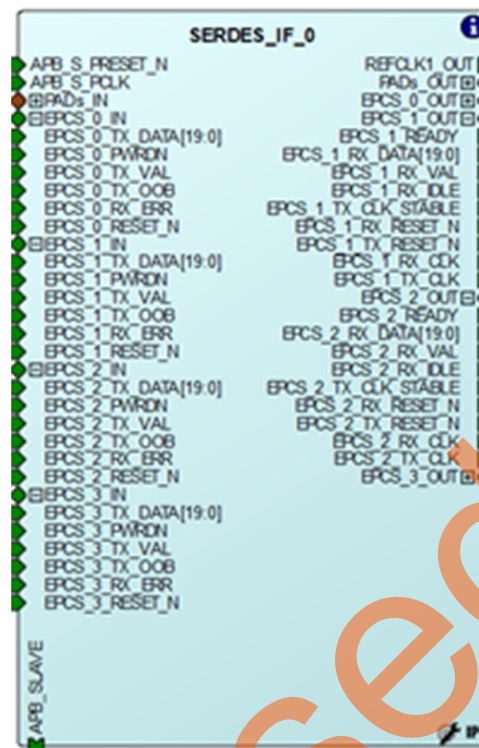 SERDES_IF_0
APB_S_PRESET_N
APB_S_PCLK
PADs_IN
EPCS_0_IN
EPCS_0_TX_DATA[19:0]
EPCS_0_PWRDN
EPCS_0_TX_VAL
EPCS_0_TX_OOB
EPCS_0_RX_ERR
EPCS_0_RESET_N
EPCS_1_IN
EPCS_1_TX_DATA[19:0]
EPCS_1_PWRDN
EPCS_1_TX_VAL
EPCS_1_TX_OOB
EPCS_1_RX_ERR
EPCS_1_RESET_N
EPCS_2_IN
EPCS_2_TX_DATA[19:0]
EPCS_2_PWRDN
EPCS_2_TX_VAL
EPCS_2_TX_OOB
EPCS_2_RX_ERR
EPCS_2_RESET_N
EPCS_3_IN
EPCS_3_TX_DATA[19:0]
EPCS_3_PWRDN
EPCS_3_TX_VAL
EPCS_3_TX_OOB
EPCS_3_RX_ERR
EPCS_3_RESET_N
APB_SLAVE
REFCLK1_OUT
PADs_OUT
EPCS_0_OUT
EPCS_1_OUT
EPCS_1_READY
EPCS_1_RX_DATA[19:0]
EPCS_1_RX_VAL
EPCS_1_RX_IDLE
EPCS_1_TX_CLK_STABLE
EPCS_1_RX_RESET_N
EPCS_1_TX_RESET_N
EPCS_1_RX_CLK
EPCS_1_TX_CLK
EPCS_2_OUT
EPCS_2_READY
EPCS_2_RX_DATA[19:0]
EPCS_2_RX_VAL
EPCS_2_RX_IDLE
EPCS_2_TX_CLK_STABLE
EPCS_2_RX_RESET_N
EPCS_2_TX_RESET_N
EPCS_2_RX_CLK
EPCS_2_TX_CLK
EPCS_3_OUT
IP